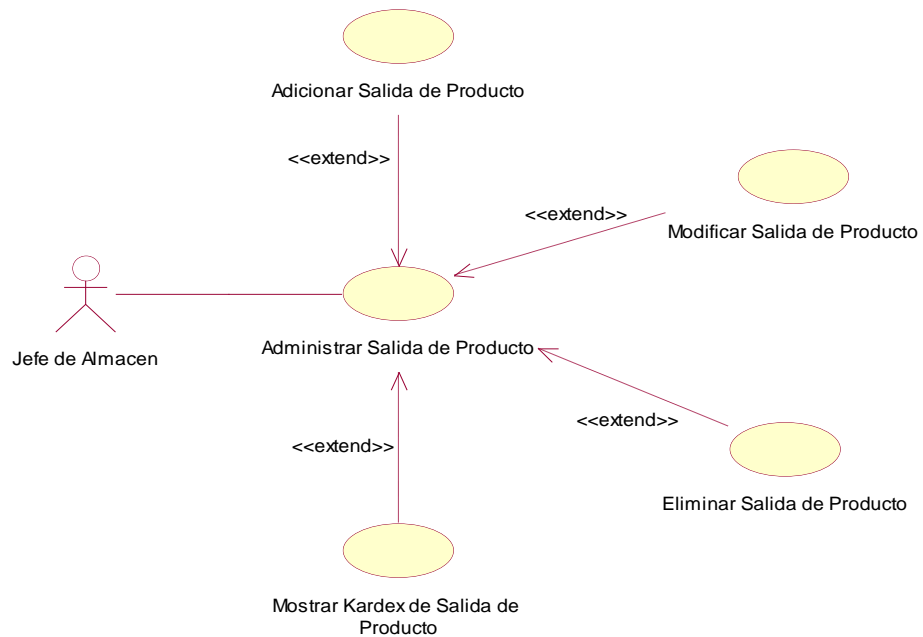 Adicionar Salida de Producto
<<extend>>
<<extend>>
Modificar Salida de Producto
Jefe de Almacen
Administrar Salida de Producto
<<extend>>
<<extend>>
Eliminar Salida de Producto
Mostrar Kardex de Salida de
Producto